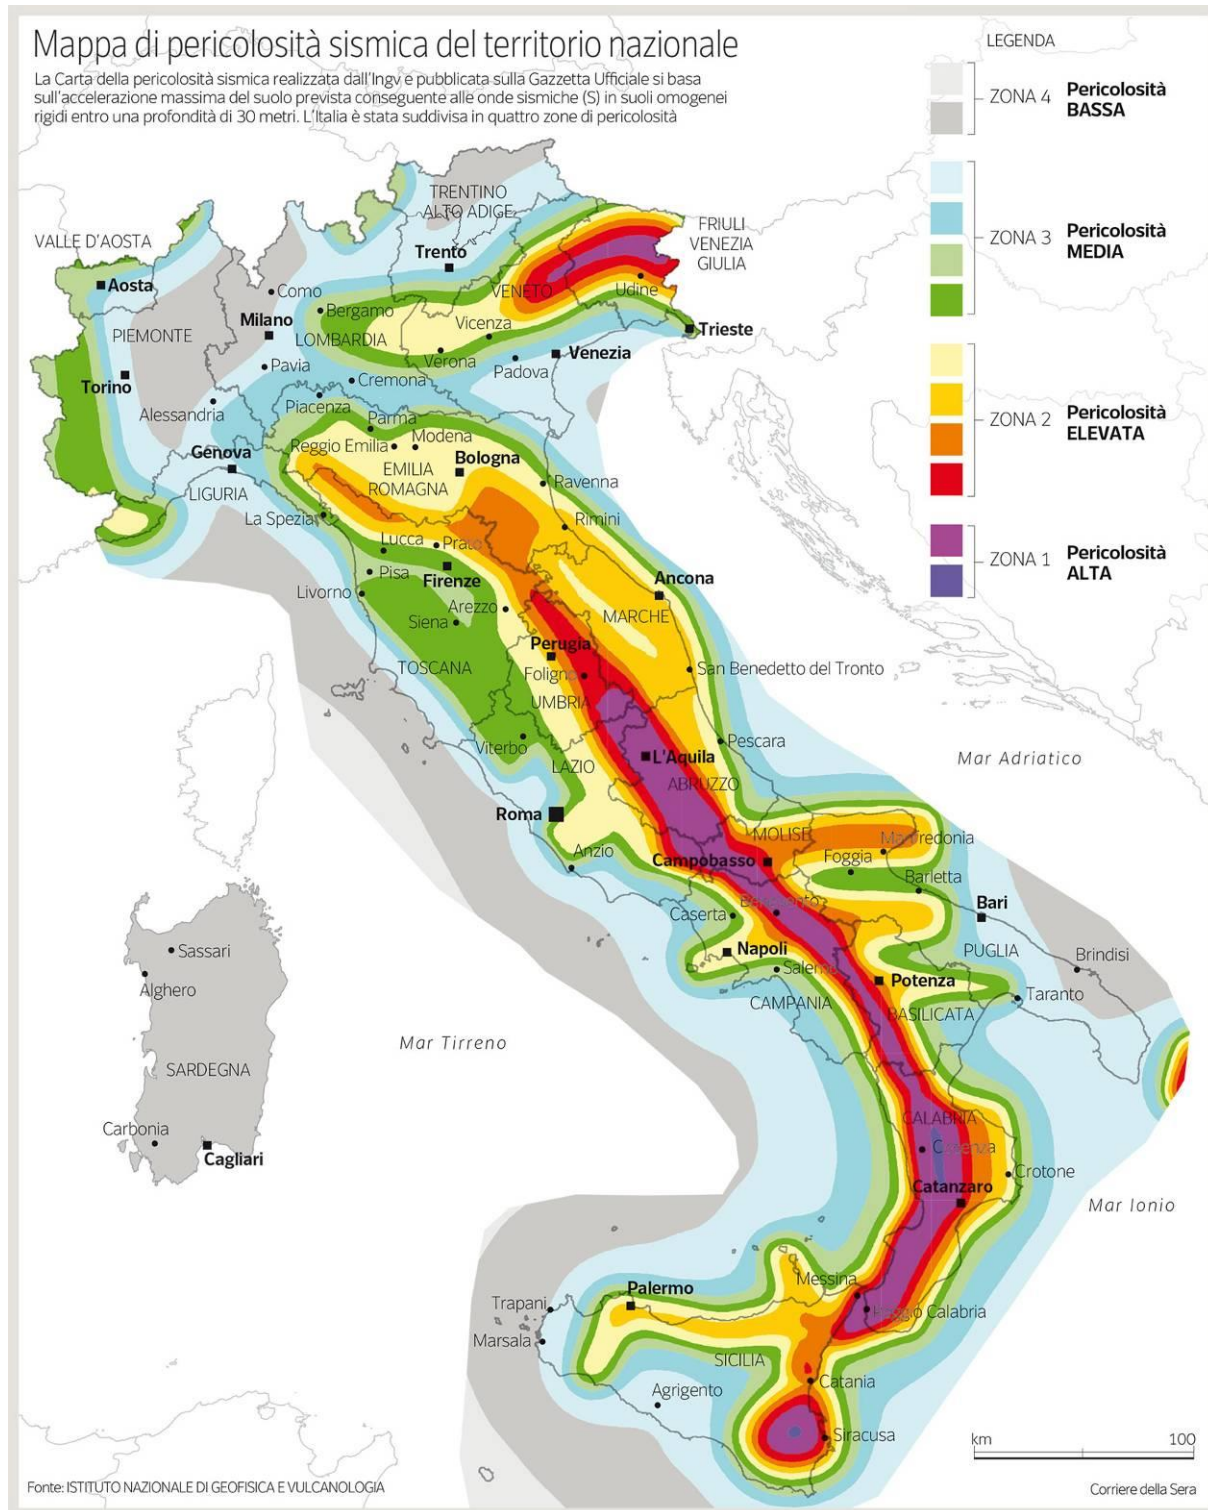 Mappa di pericolosità sismica del territorio nazionale
La Carta della pericolosità sismica realizzata dall'Ingv e pubblicata sulla Gazzetta Ufficiale si basa
sull'accelerazione massima del suolo prevista conseguente alle onde sismiche (S) in suoli omogenei
rigidi entro una profondità di 30 metri. L'Italia è stata suddivisa in quattro zone di pericolosità
LEGENDA
ZONA 4
Pericolosità
BASSA
ZONA 3
Pericolosità
MEDIA
ZONA 2
Pericolosità
ELEVATA
ZONA 1
Pericolosità
ALTA
TRENTINO
ALTO ADIGE
FRIULI
VENEZIA
GIULIA
VALLE D'AOSTA
Trento
Aosta
Como
VENETO
Udine
Bergamo
Milano
Vicenza
Trieste
PIEMONTE
LOMBARDIA
Verona
Venezia
Padova
Pavia
Torino
Cremona
Piacenza
Alessandria
Parma
Modena
Reggio Emilia
Genova
Bologna
EMILIA
ROMAGNA
LIGURIA
Ravenna
La Spezia
Rimini
Lucca
Prato
Pisa
Firenze
Ancona
Livorno
Arezzo
MARCHE
Siena
Perugia
TOSCANA
Foligno
San Benedetto del Tronto
UMBRIA
Viterbo
Pescara
L'Aquila
LAZIO
ABRUZZO
Mar Adriatico
Roma
MOLISE
Manfredonia
Anzio
Campobasso
Foggia
Barletta
Benevento
Caserta
Bari
Napoli
PUGLIA
Brindisi
Sassari
Salerno
Potenza
Alghero
CAMPANIA
Taranto
BASILICATA
Mar Tirreno
SARDEGNA
CALABRIA
Carbonia
Cosenza
Cagliari
Crotone
Catanzaro
Mar Ionio
Messina
Palermo
Trapani
Reggio Calabria
Marsala
SICILIA
Catania
Agrigento
Siracusa
km 100
Fonte: ISTITUTO NAZIONALE DI GEOFISICA E VULCANOLOGIA
Corriere della Sera